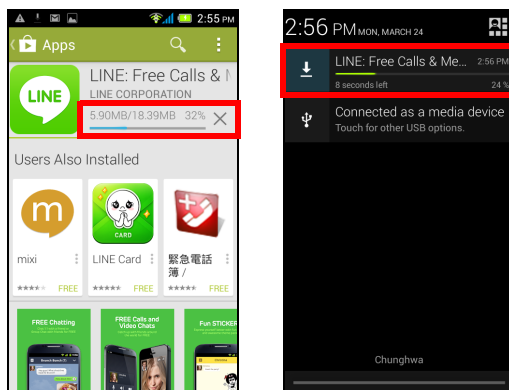 2:55 PM
Apps
LINE
LINE: Free Calls &
LINE CORPORATION
5.90MB/18.39MB 32%
Users Also Installed
m
CARD
mixi
LINE Card
緊急電話
簿 /
FREE
FREE
FREE
FREE Chatting
FREE Calls and
Video Chats
Fun STICKER
2:56 PM MON, MARCH 24
LINE: Free Calls & Me... 2:56 PM
8 seconds left 24 %
Connected as a media device
Touch for other USB options.
Chunghwa